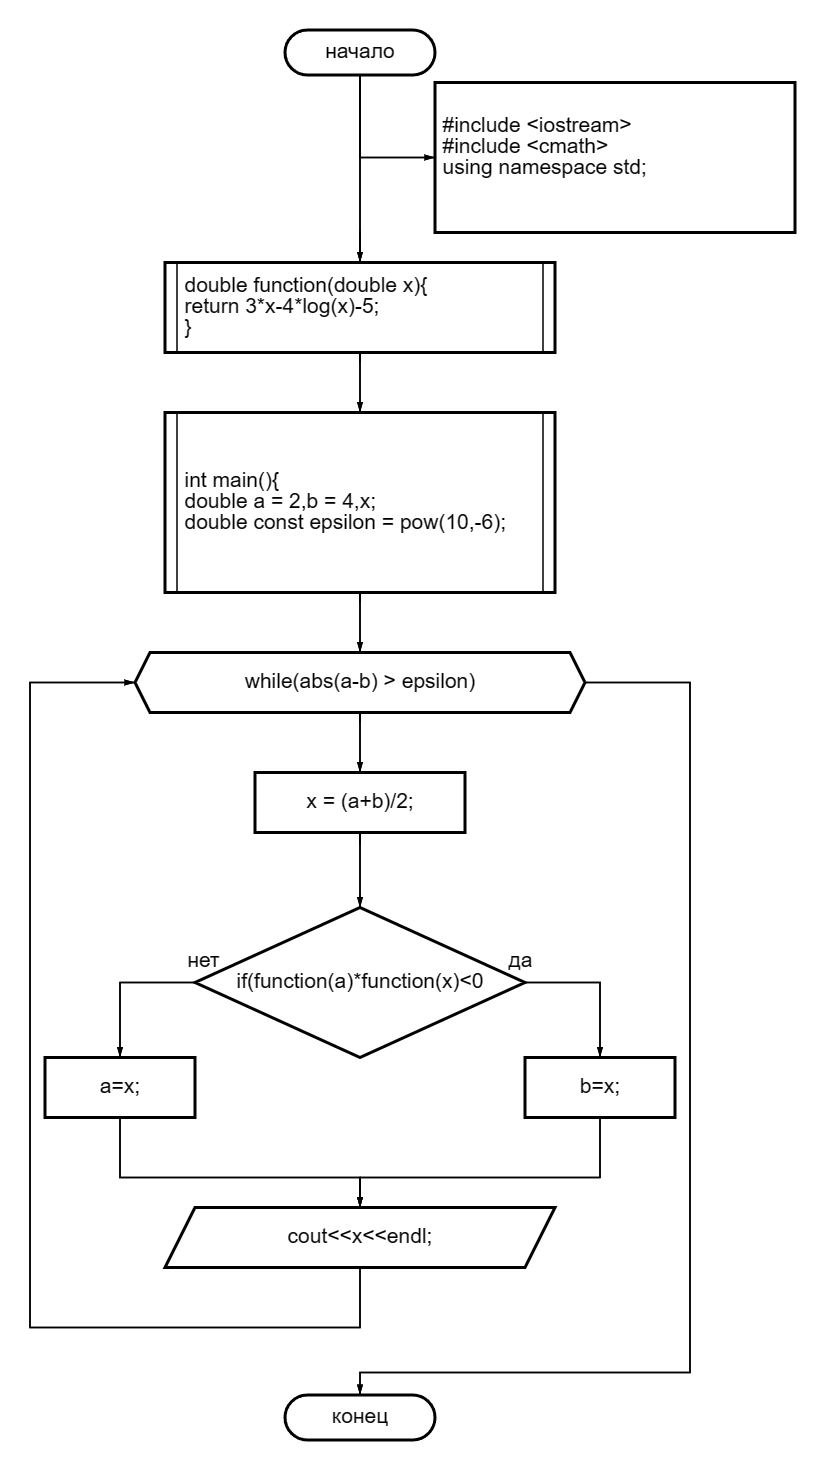 начало
#include <iostream>
#include <cmath>
using namespace std;
double function(double x){
return 3*x-4*log(x)-5;
}
int main(){
double a = 2,b = 4,x;
double const epsilon = pow(10,-6);
while(abs(a-b) > epsilon)
x = (a+b)/2;
нет
да
if(function(a)*function(x)<0
a=x;
b=x;
cout<<x<<endl;
конец